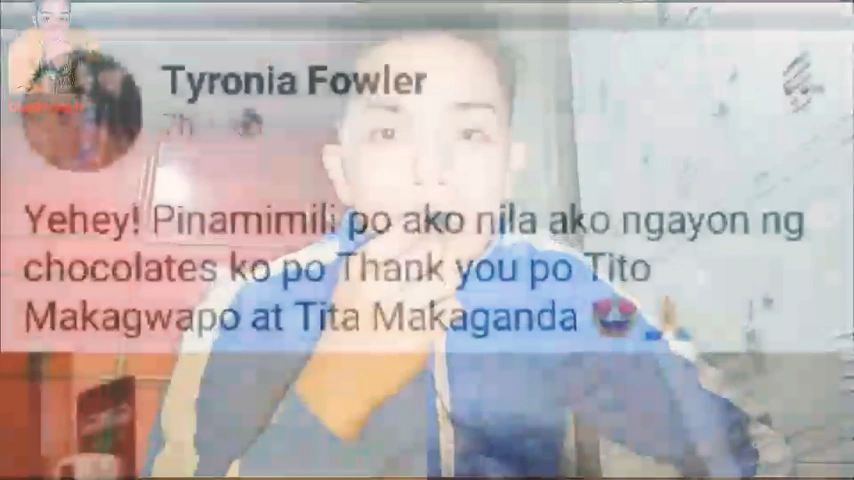 Tyronia Fowler
7h
Yehey! Pinamimili po ako nila ako ngayon ng
chocolates ko po Thank you po Tito
Makagwapo at Tita Makaganda